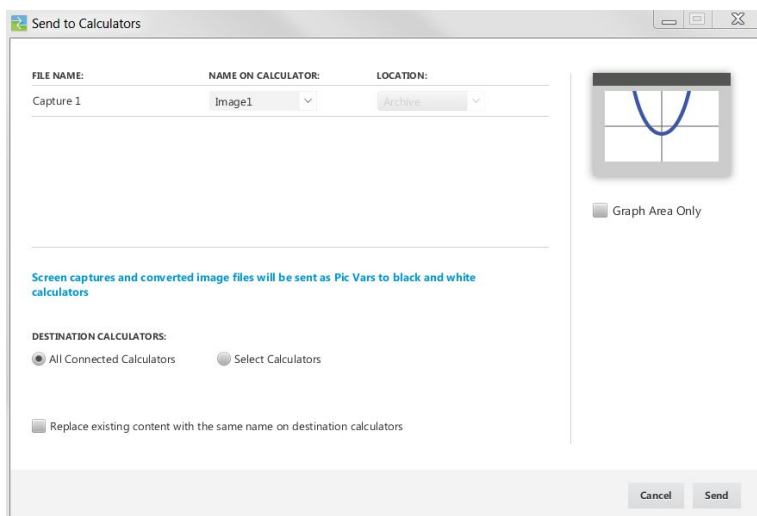 Send to Calculators
FILE NAME: NAME ON CALCULATOR: LOCATION:
Capture 1 Image1 Archive
Graph Area Only
Screen captures and converted image files will be sent as Pic Vars to black and white
calculators
DESTINATION CALCULATORS:
All Connected Calculators Select Calculators
Replace existing content with the same name on destination calculators
Cancel Send